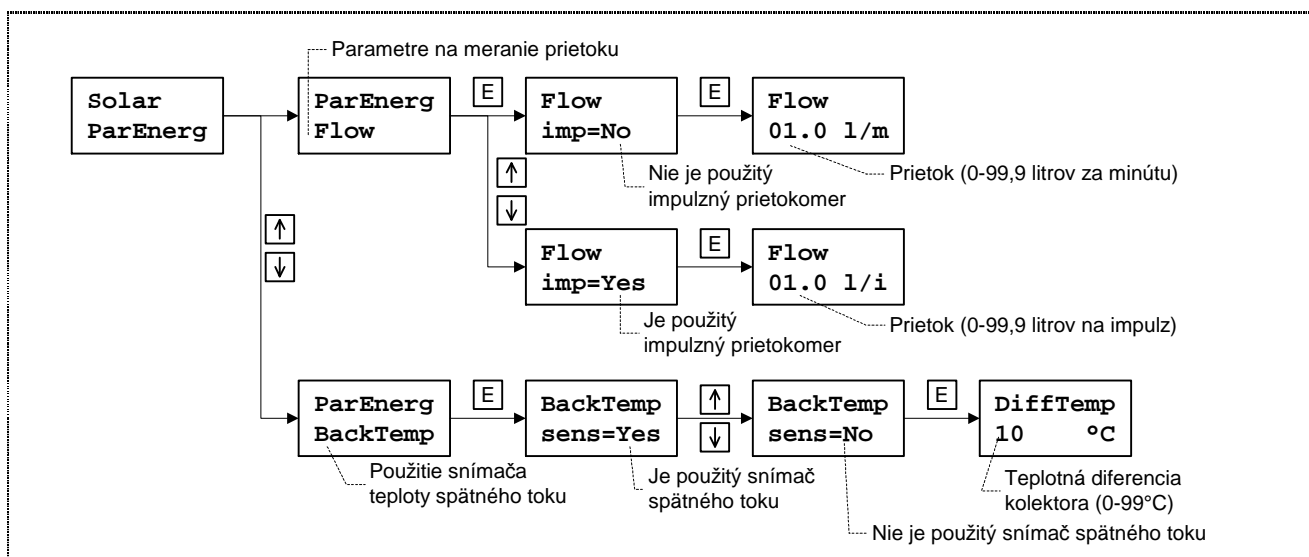 Parametre na meranie prietoku
Solar
ParEnerg
ParEnerg
Flow
E
Flow
imp=No
E
Flow
01.0 l/m
Nie je použitý
impulzný prietokomer
Prietok (0-99,9 litrov za minútu)
↑
↓
↑
↓
Flow
imp=Yes
E
Flow
01.0 l/i
Je použitý
impulzný prietokomer
Prietok (0-99,9 litrov na impulz)
ParEnerg
BackTemp
E
BackTemp
sens=Yes
↑
↓
BackTemp
sens=No
E
DiffTemp
10 °C
Použitie snímača
teploty spätného toku
Je použitý snímač
spätného toku
Teplotná diferencia
kolektora (0-99°C)
Nie je použitý snímač spätného toku